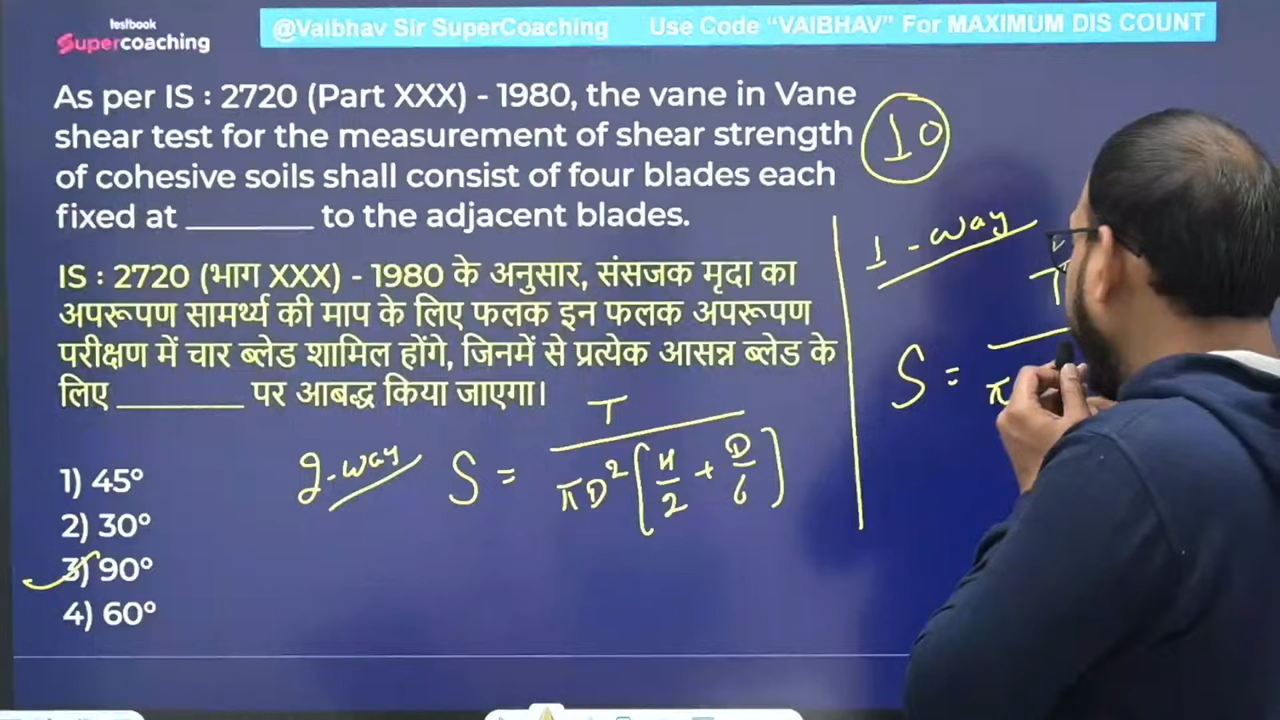 testbook
Supercoaching
@Vaibhav Sir SuperCoaching Use Code “VAIBHAV” For MAXIMUM DIS COUNT
As per IS : 2720 (Part XXX) - 1980, the vane in Vane
shear test for the measurement of shear strength
of cohesive soils shall consist of four blades each
fixed at ________ to the adjacent blades.
10
IS : 2720 (भाग XXX) - 1980 के अनुसार, संसजक मृदा का
अपरूपण सामर्थ्य की माप के लिए फलक इन फलक अपरूपण
परीक्षण में चार ब्लेड शामिल होंगे, जिनमें से प्रत्येक आसन्न ब्लेड के
लिए ________ पर आबद्ध किया जाएगा।
1) 45°
2) 30°
3) 90°
4) 60°
2-way S = T / πD²[H/2 + D/6]
1-way
S = T / π